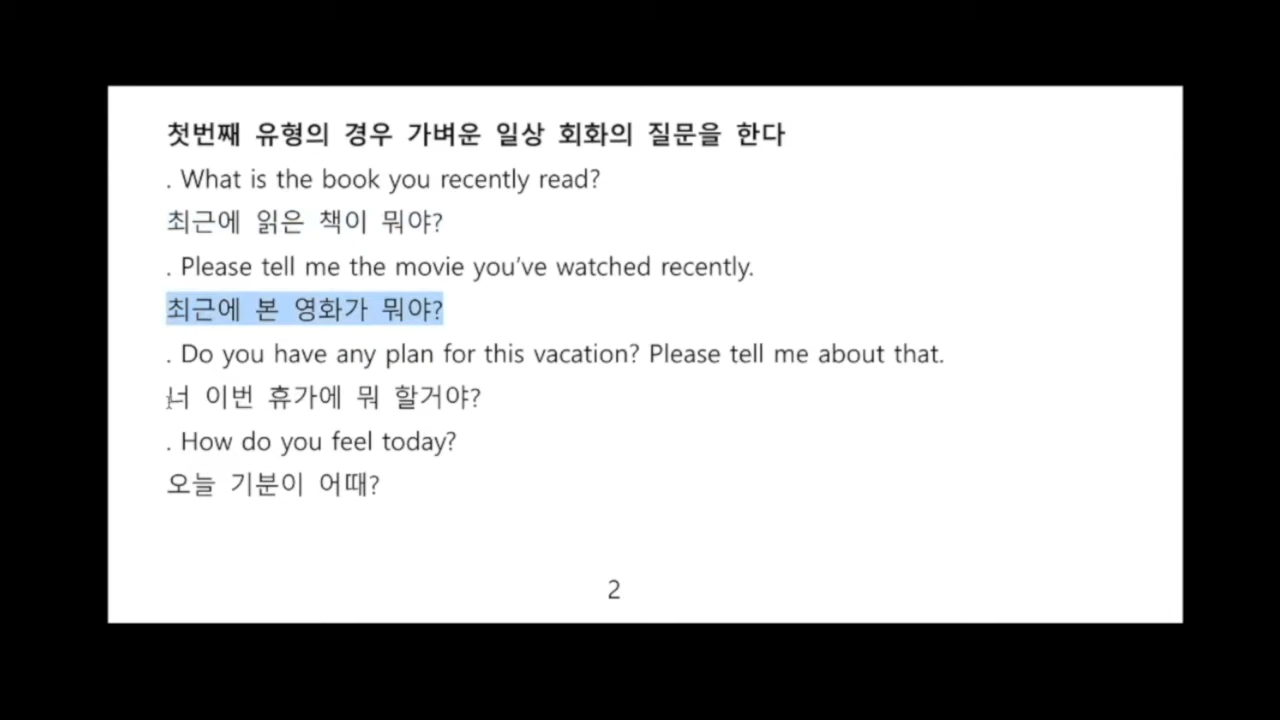 첫번째 유형의 경우 가벼운 일상 회화의 질문을 한다
. What is the book you recently read?
최근에 읽은 책이 뭐야?
. Please tell me the movie you've watched recently.
최근에 본 영화가 뭐야?
. Do you have any plan for this vacation? Please tell me about that.
너 이번 휴가에 뭐 할거야?
. How do you feel today?
오늘 기분이 어때?
2